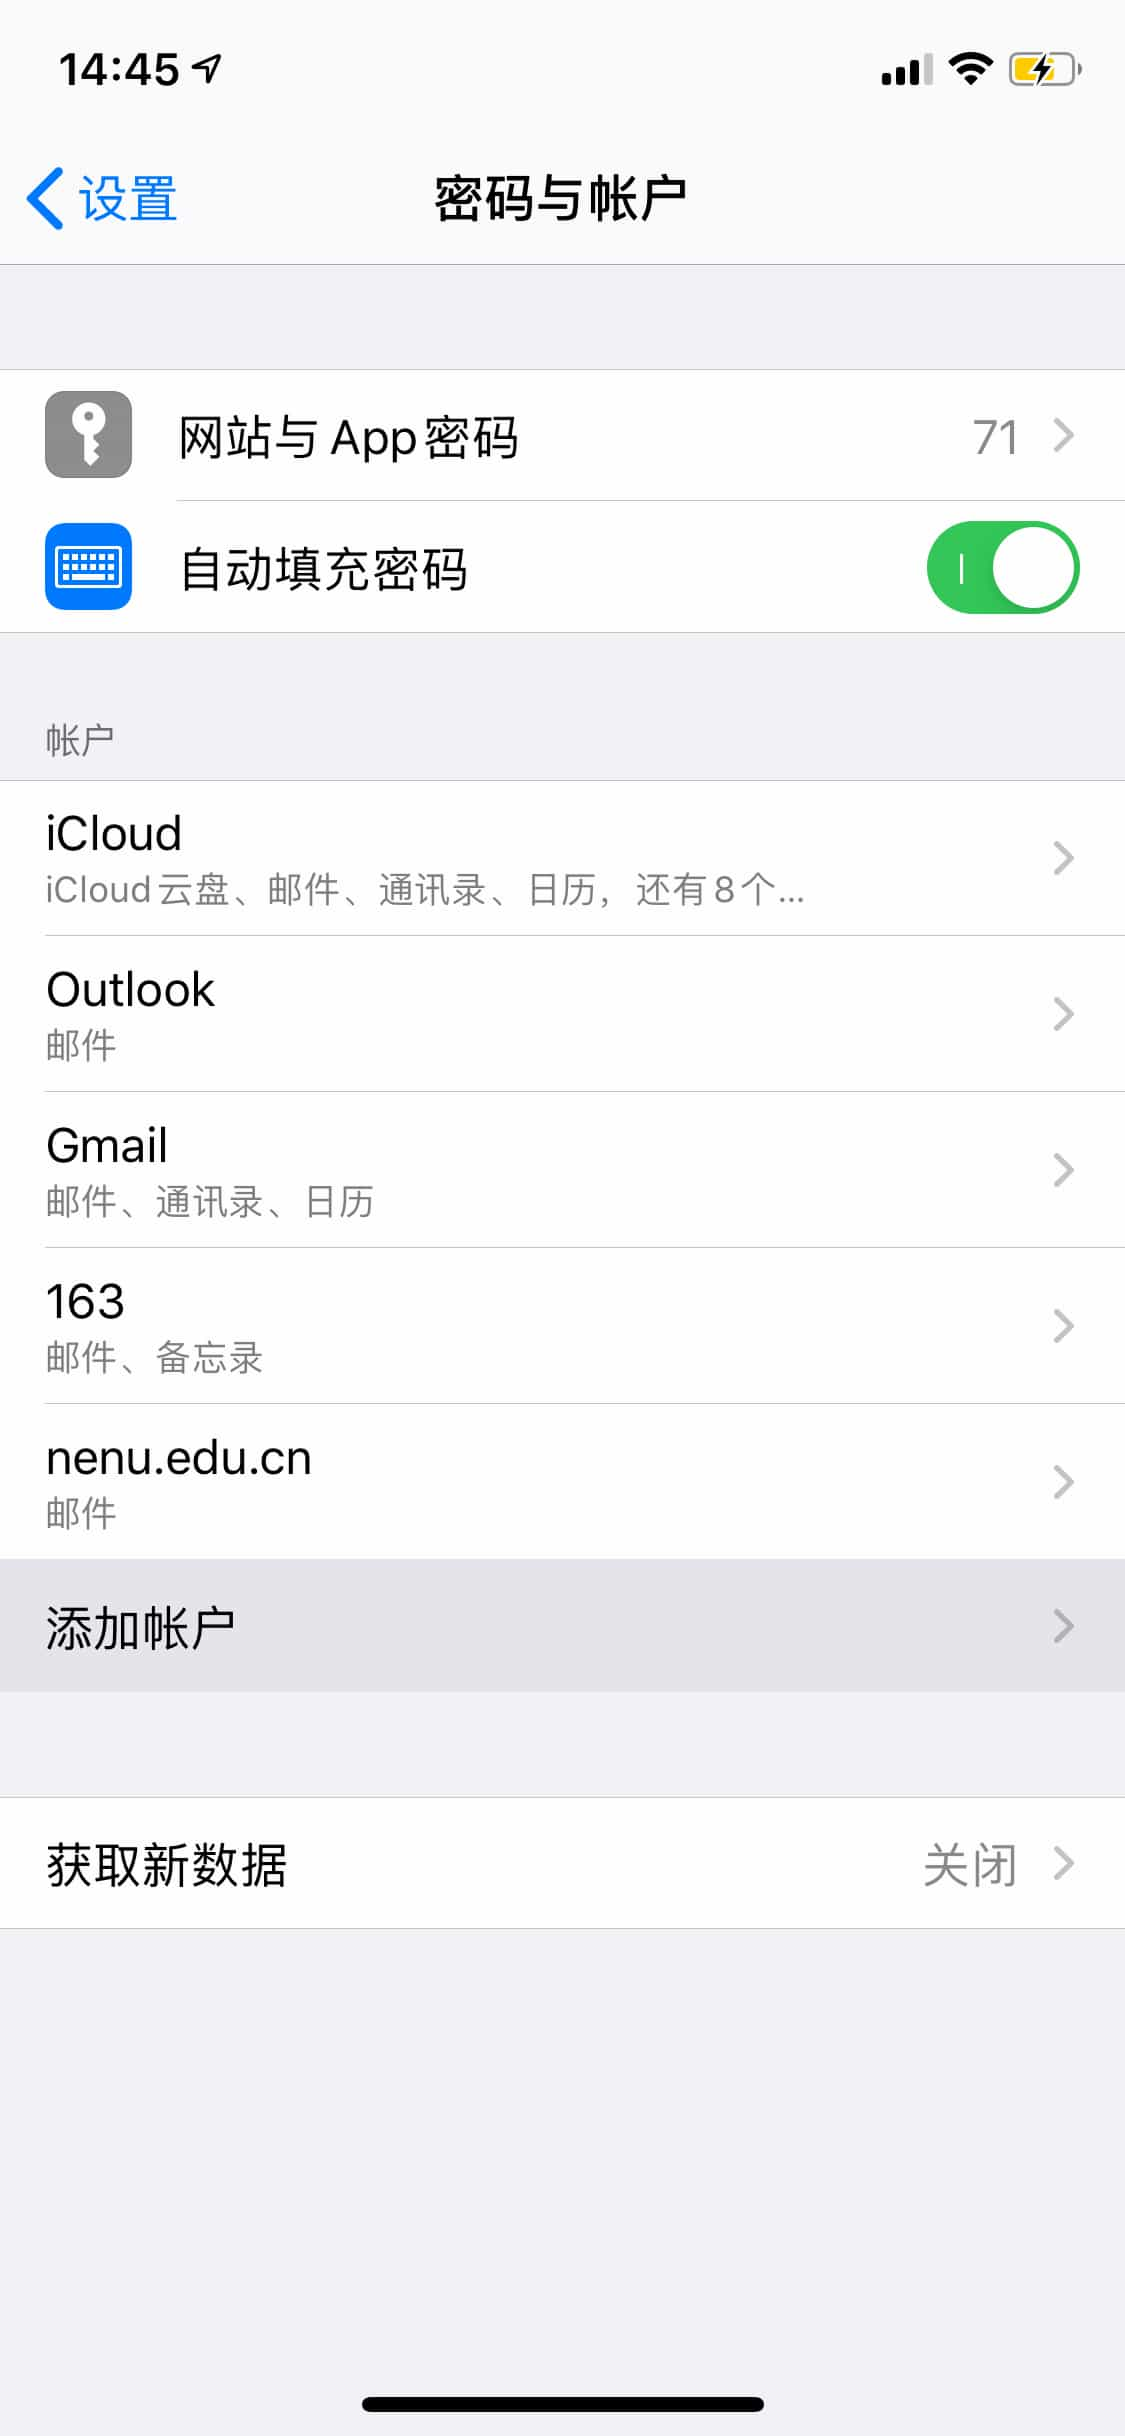 14:45
设置
密码与帐户
网站与 App 密码
71
自动填充密码
帐户
iCloud
iCloud 云盘、邮件、通讯录、日历，还有 8 个...
Outlook
邮件
Gmail
邮件、通讯录、日历
163
邮件、备忘录
nenu.edu.cn
邮件
添加帐户
获取新数据
关闭